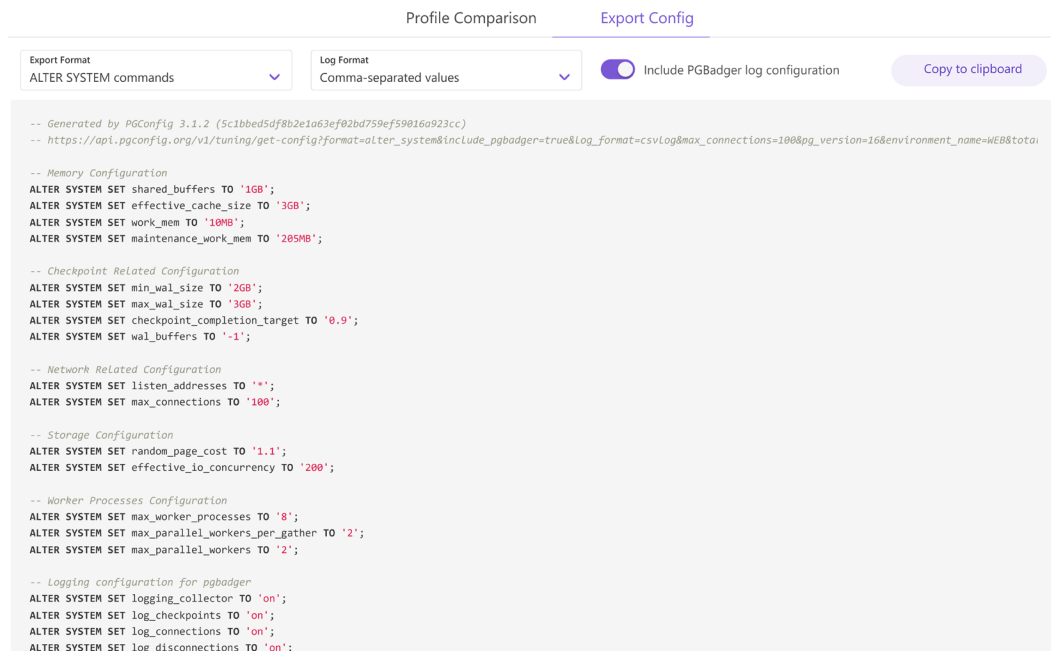 Profile Comparison
Export Config
Export Format
ALTER SYSTEM commands
Log Format
Comma-separated values
Include PGBadger log configuration
Copy to clipboard
-- Generated by PGConfig 3.1.2 (5c1bbed5df8b2e1a63ef02bd759ef59016a923cc)
-- https://api.pgconfig.org/v1/tuning/get-config?format=alter_system&include_pgbadger=true&log_format=csvlog&max_connections=100&pg_version=16&environment_name=WEB&total
-- Memory Configuration
ALTER SYSTEM SET shared_buffers TO '1GB';
ALTER SYSTEM SET effective_cache_size TO '3GB';
ALTER SYSTEM SET work_mem TO '10MB';
ALTER SYSTEM SET maintenance_work_mem TO '205MB';
-- Checkpoint Related Configuration
ALTER SYSTEM SET min_wal_size TO '2GB';
ALTER SYSTEM SET max_wal_size TO '3GB';
ALTER SYSTEM SET checkpoint_completion_target TO '0.9';
ALTER SYSTEM SET wal_buffers TO '-1';
-- Network Related Configuration
ALTER SYSTEM SET listen_addresses TO '*';
ALTER SYSTEM SET max_connections TO '100';
-- Storage Configuration
ALTER SYSTEM SET random_page_cost TO '1.1';
ALTER SYSTEM SET effective_io_concurrency TO '200';
-- Worker Processes Configuration
ALTER SYSTEM SET max_worker_processes TO '8';
ALTER SYSTEM SET max_parallel_workers_per_gather TO '2';
ALTER SYSTEM SET max_parallel_workers TO '2';
-- Logging configuration for pgbadger
ALTER SYSTEM SET logging_collector TO 'on';
ALTER SYSTEM SET log_checkpoints TO 'on';
ALTER SYSTEM SET log_connections TO 'on';
ALTER SYSTEM SET log_disconnections TO 'on';